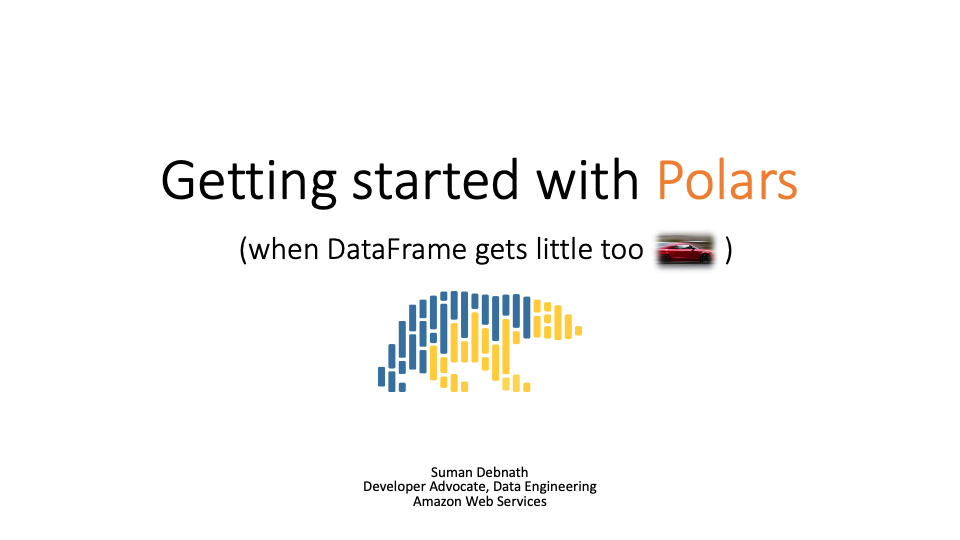 Getting started with Polars
(when DataFrame gets little too )
Suman Debnath
Developer Advocate, Data Engineering
Amazon Web Services